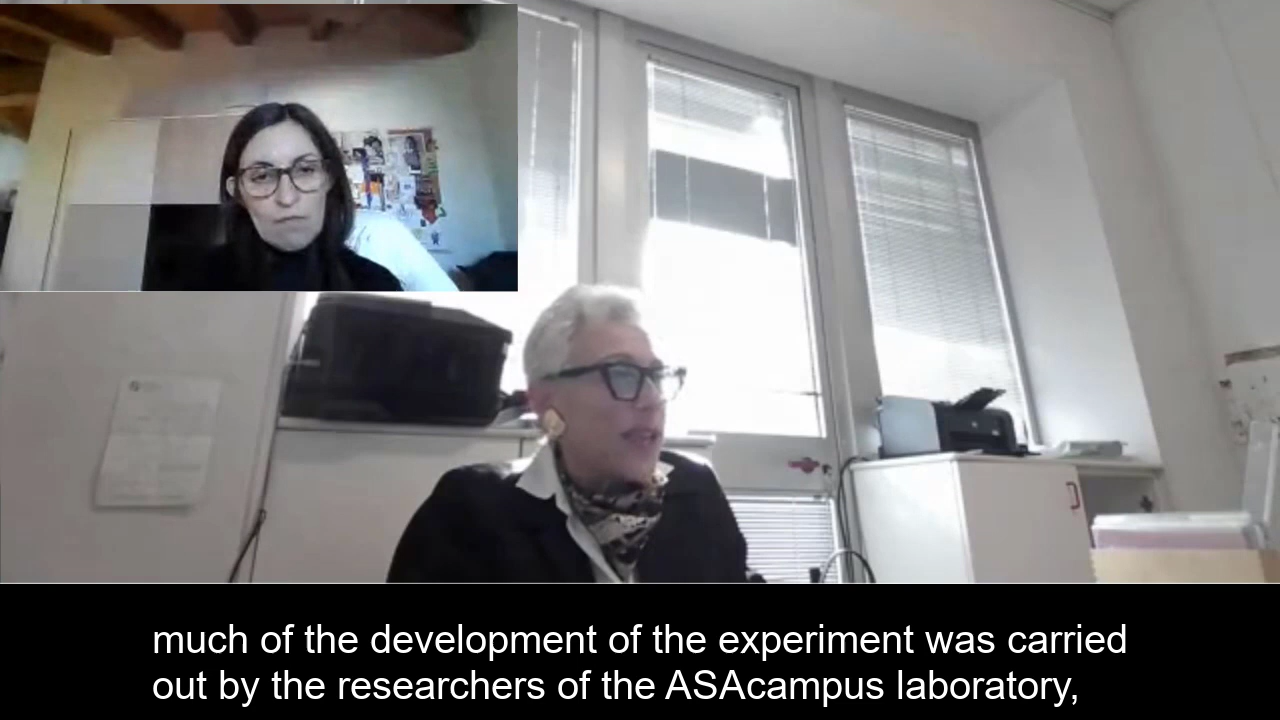 much of the development of the experiment was carried
out by the researchers of the ASAcampus laboratory,